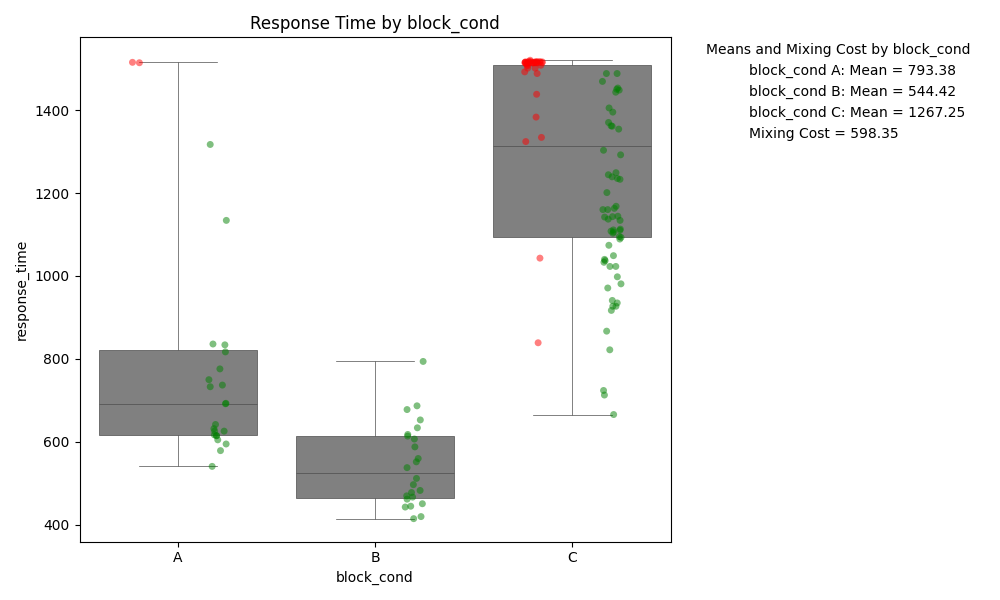 Response Time by block_cond
Means and Mixing Cost by block_cond
block_cond A: Mean = 793.38
block_cond B: Mean = 544.42
block_cond C: Mean = 1267.25
Mixing Cost = 598.35
response_time
1400
1200
1000
800
600
400
A
B
C
block_cond